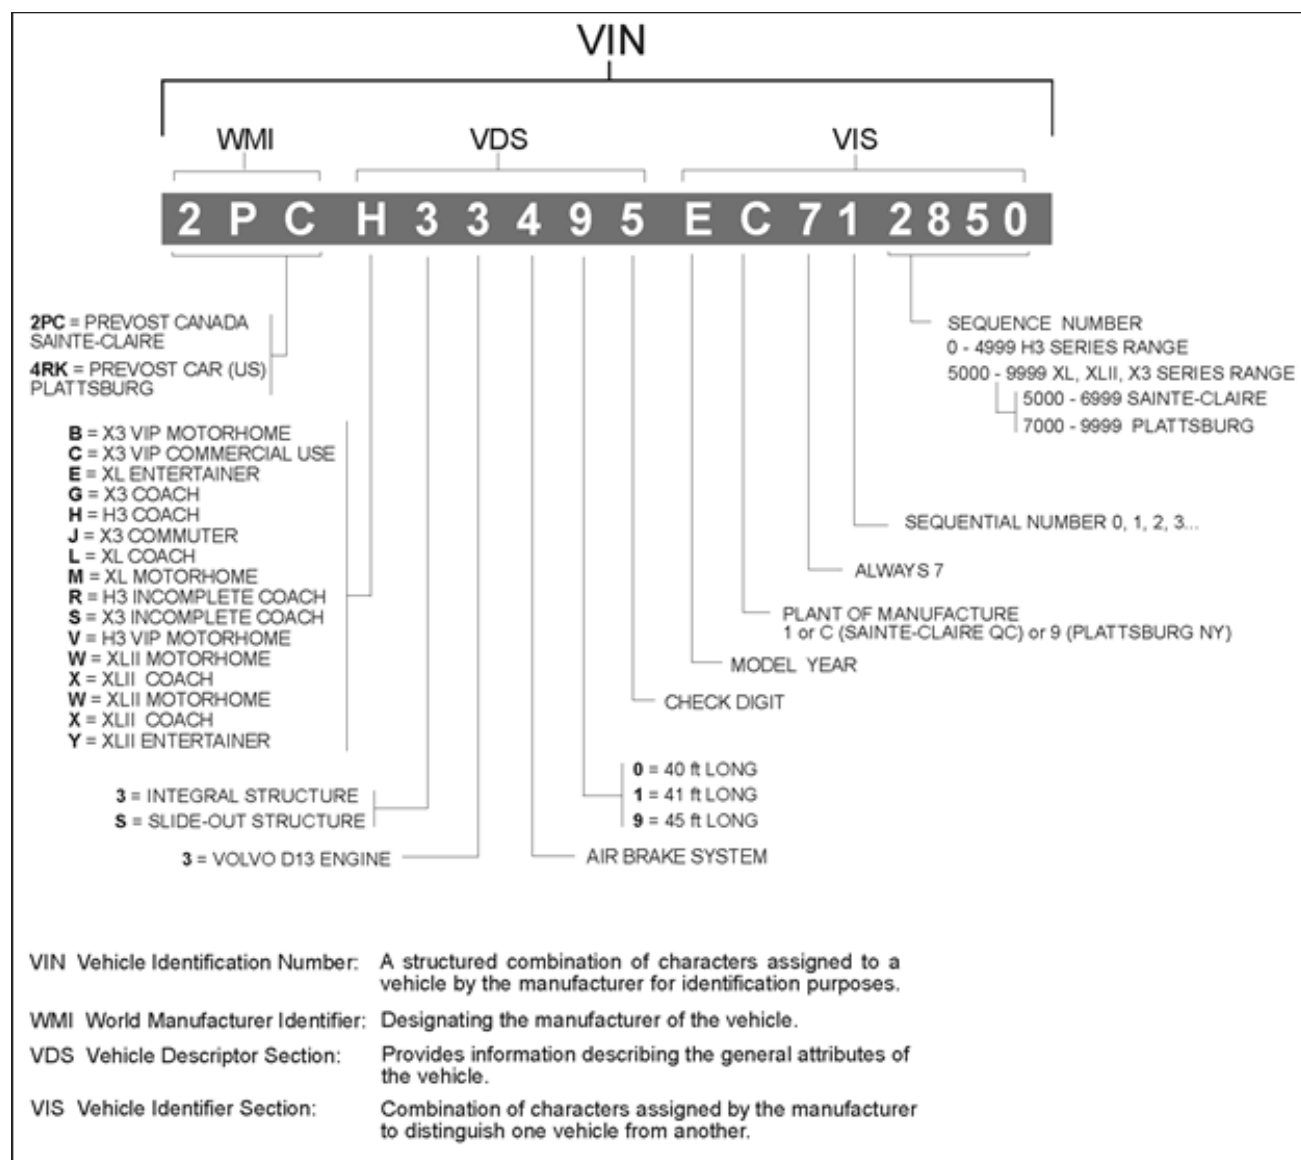 VIN
WMI VDS VIS
2 P C H 3 3 4 9 5 E C 7 1 2 8 5 0
2PC = PREVOST CANADA
SAINTE-CLAIRE
4RK = PREVOST CAR (US)
PLATTSBURG
SEQUENCE NUMBER
0 - 4999 H3 SERIES RANGE
5000 - 9999 XL, XLII, X3 SERIES RANGE
5000 - 6999 SAINTE-CLAIRE
7000 - 9999 PLATTSBURG
B = X3 VIP MOTORHOME
C = X3 VIP COMMERCIAL USE
E = XL ENTERTAINER
G = X3 COACH
H = H3 COACH
J = X3 COMMUTER
L = XL COACH
M = XL MOTORHOME
R = H3 INCOMPLETE COACH
S = X3 INCOMPLETE COACH
V = H3 VIP MOTORHOME
W = XLII MOTORHOME
X = XLII COACH
W = XLII MOTORHOME
X = XLII COACH
Y = XLII ENTERTAINER
SEQUENTIAL NUMBER 0, 1, 2, 3...
ALWAYS 7
PLANT OF MANUFACTURE
1 or C (SAINTE-CLAIRE QC) or 9 (PLATTSBURG NY)
MODEL YEAR
CHECK DIGIT
0 = 40 ft LONG
1 = 41 ft LONG
9 = 45 ft LONG
3 = INTEGRAL STRUCTURE
S = SLIDE-OUT STRUCTURE
3 = VOLVO D13 ENGINE
AIR BRAKE SYSTEM
VIN Vehicle Identification Number: A structured combination of characters assigned to a
vehicle by the manufacturer for identification purposes.
WMI World Manufacturer Identifier: Designating the manufacturer of the vehicle.
VDS Vehicle Descriptor Section: Provides information describing the general attributes of
the vehicle.
VIS Vehicle Identifier Section: Combination of characters assigned by the manufacturer
to distinguish one vehicle from another.